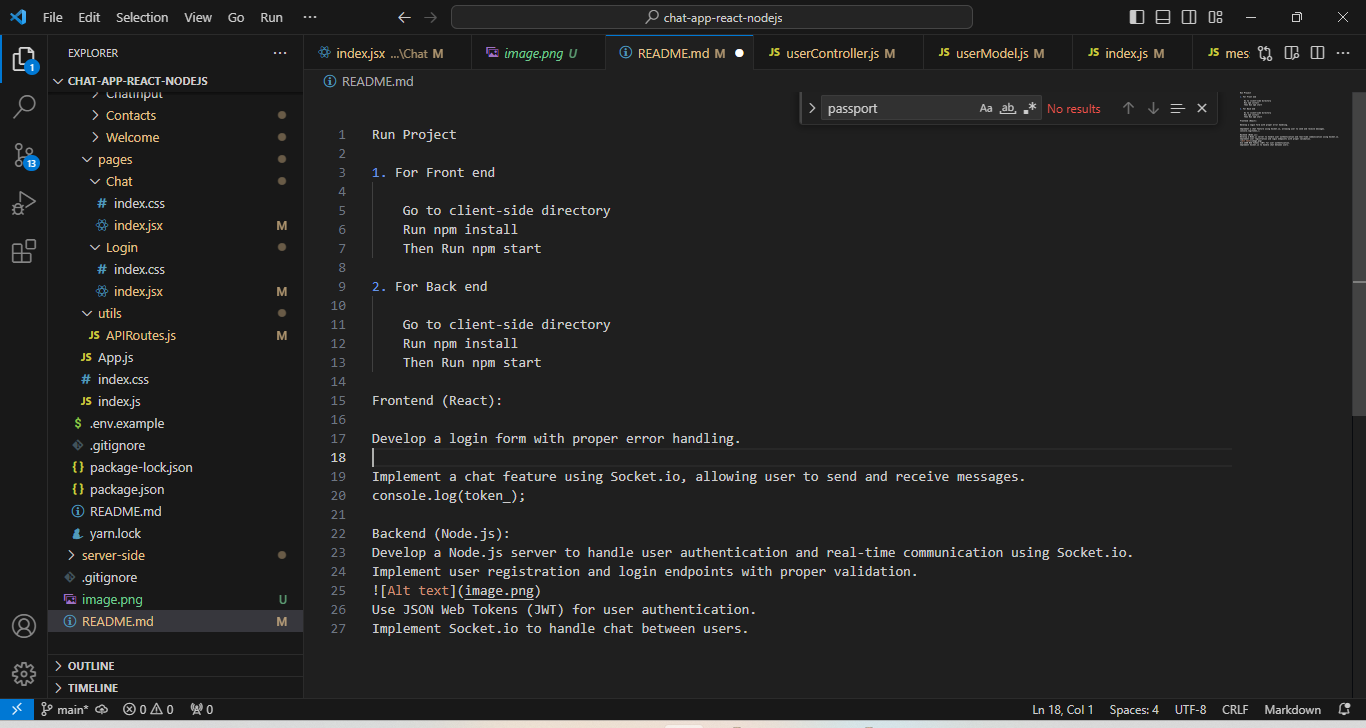 File Edit Selection View Go Run ··· chat-app-react-nodejs
EXPLORER ···
CHAT-APP-REACT-NODEJS
ChatInput
Contacts
Welcome
pages
Chat
# index.css
index.jsx M
Login
# index.css
index.jsx M
utils
JS APIRoutes.js M
JS App.js
# index.css
JS index.js
$ .env.example
.gitignore
{} package-lock.json
{} package.json
README.md
yarn.lock
server-side
.gitignore
image.png U
README.md M
OUTLINE
TIMELINE
1
13
index.jsx ...\Chat M image.png U README.md M JS userController.js M JS userModel.js M JS index.js M JS mes
README.md
passport Aa ab .* No results
1 Run Project
2
3 1. For Front end
4
5 Go to client-side directory
6 Run npm install
7 Then Run npm start
8
9 2. For Back end
10
11 Go to client-side directory
12 Run npm install
13 Then Run npm start
14
15 Frontend (React):
16
17 Develop a login form with proper error handling.
18
19 Implement a chat feature using Socket.io, allowing user to send and receive messages.
20 console.log(token_);
21
22 Backend (Node.js):
23 Develop a Node.js server to handle user authentication and real-time communication using Socket.io.
24 Implement user registration and login endpoints with proper validation.
25 ![Alt text](image.png)
26 Use JSON Web Tokens (JWT) for user authentication.
27 Implement Socket.io to handle chat between users.
main* 0 0 0 Ln 18, Col 1 Spaces: 4 UTF-8 CRLF Markdown